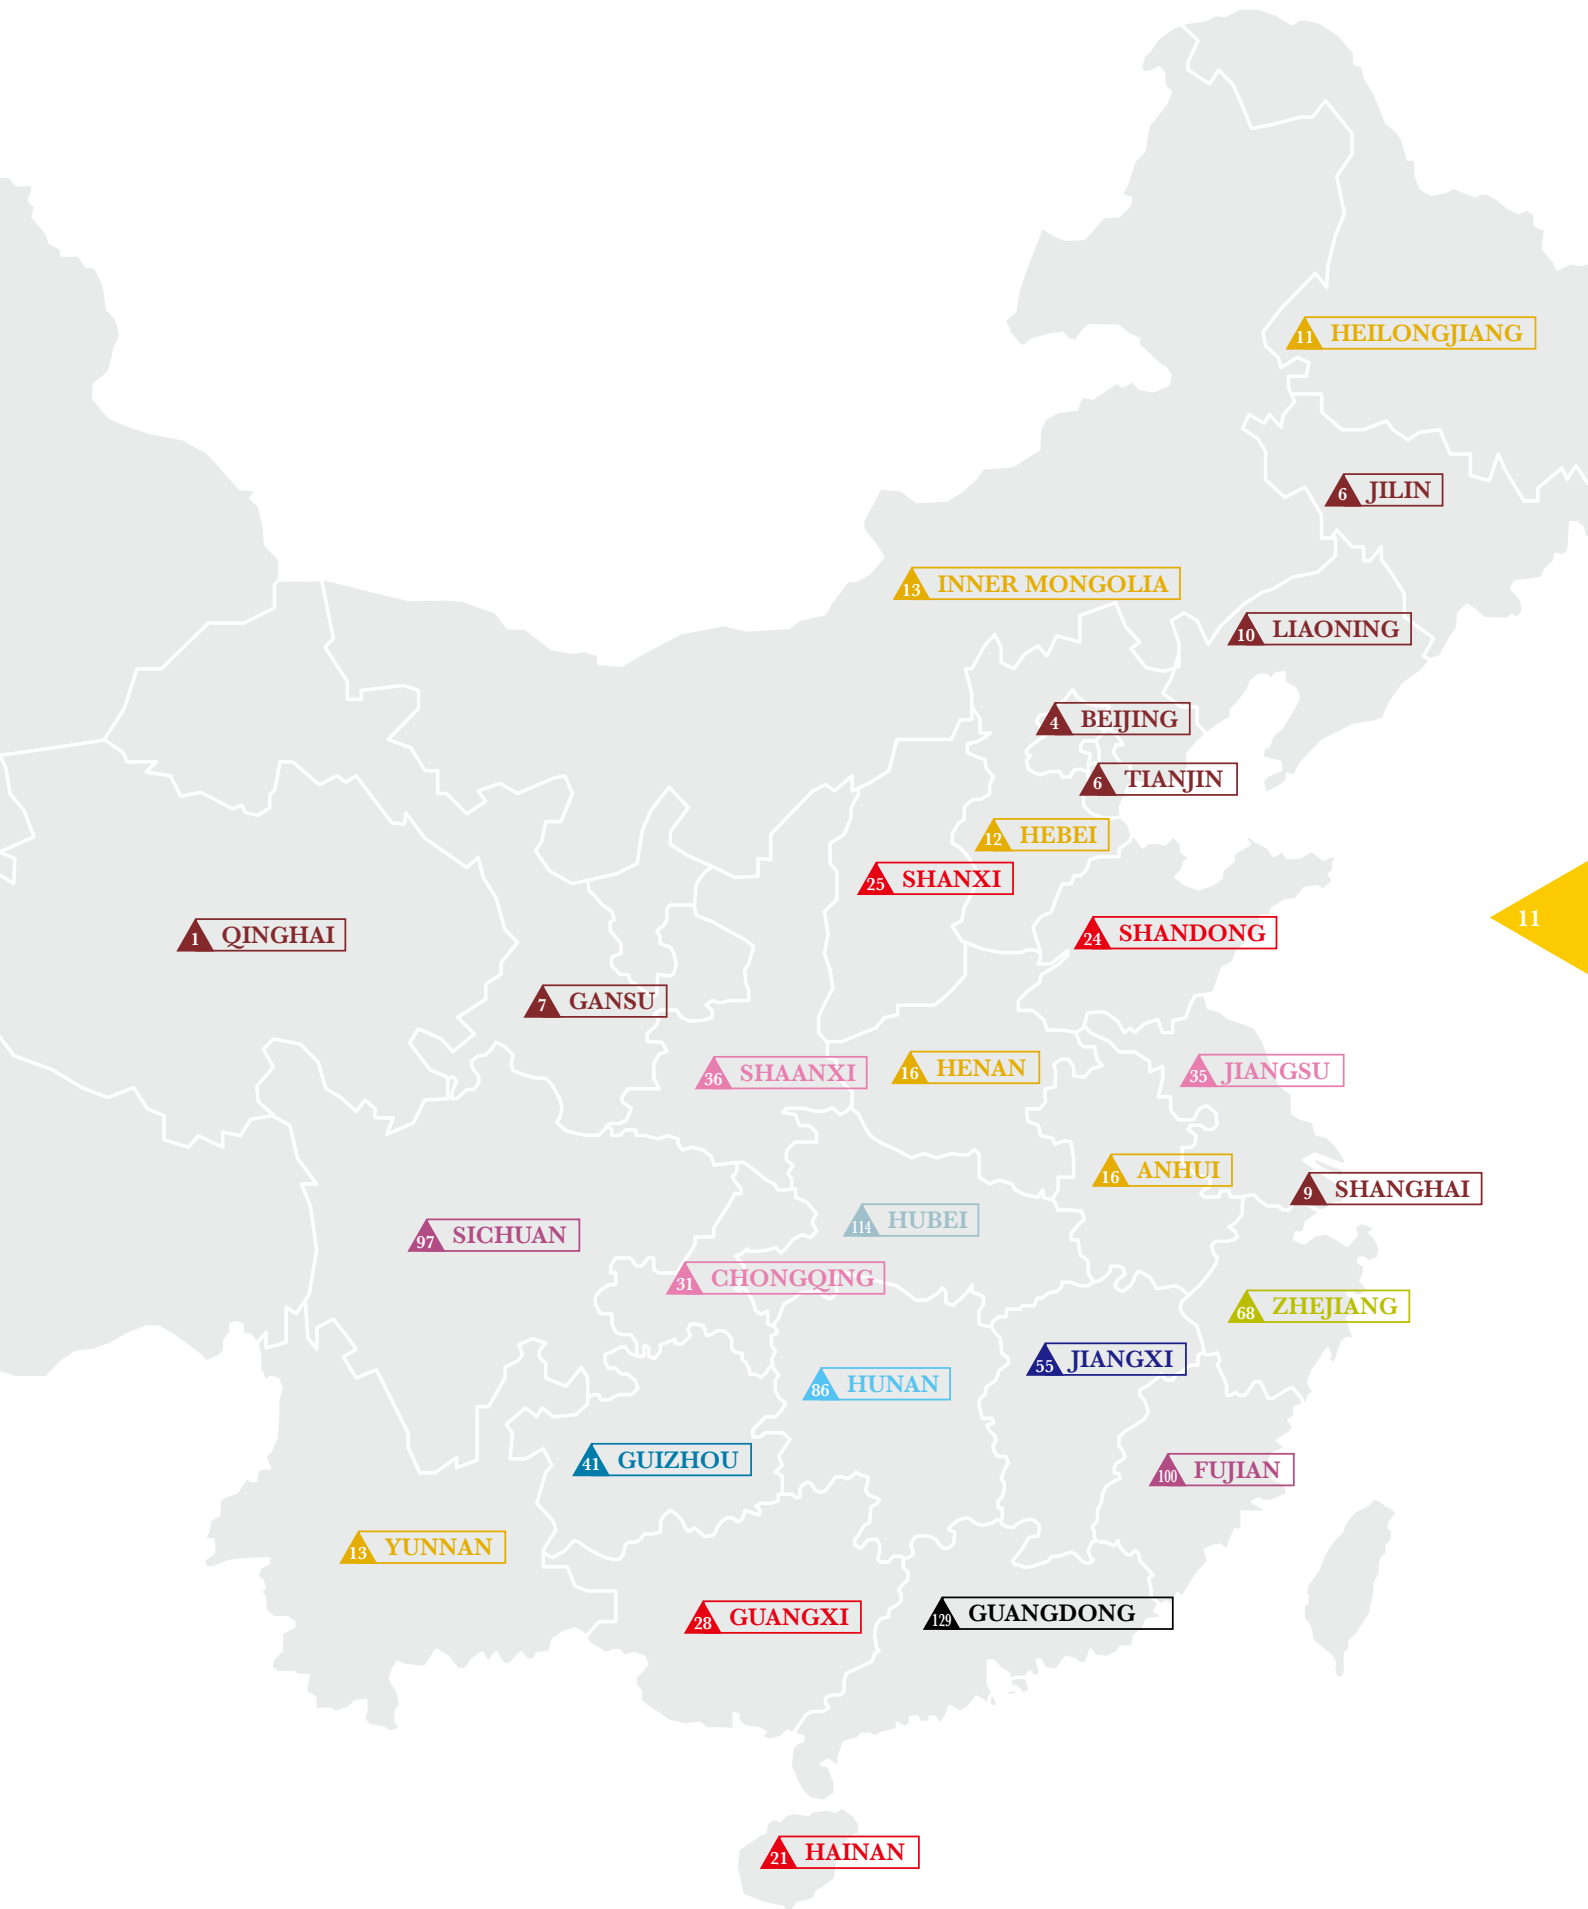 11 HEILONGJIANG
6 JILIN
13 INNER MONGOLIA
10 LIAONING
4 BEIJING
6 TIANJIN
12 HEBEI
25 SHANXI
11
24 SHANDONG
1 QINGHAI
7 GANSU
36 SHAANXI
16 HENAN
35 JIANGSU
16 ANHUI
9 SHANGHAI
114 HUBEI
97 SICHUAN
31 CHONGQING
68 ZHEJIANG
55 JIANGXI
86 HUNAN
41 GUIZHOU
100 FUJIAN
13 YUNNAN
28 GUANGXI
129 GUANGDONG
21 HAINAN